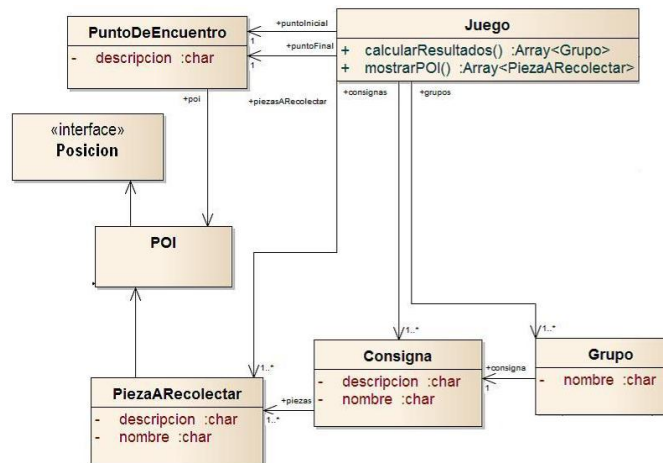 PuntoDeEncuentro
- descripcion :char
+puntoInicial
1
+puntoFinal
1
Juego
+ calcularResultados() :Array<Grupo>
+ mostrarPOI() :Array<PiezaARecolectar>
+poi
+piezasARecolectar
+consignas
+grupos
«interface»
Posicion
POI
1..*
1..*
1..*
PiezaARecolectar
- descripcion :char
- nombre :char
+piezas
1..*
Consigna
- descripcion :char
- nombre :char
+consigna
1
Grupo
- nombre :char